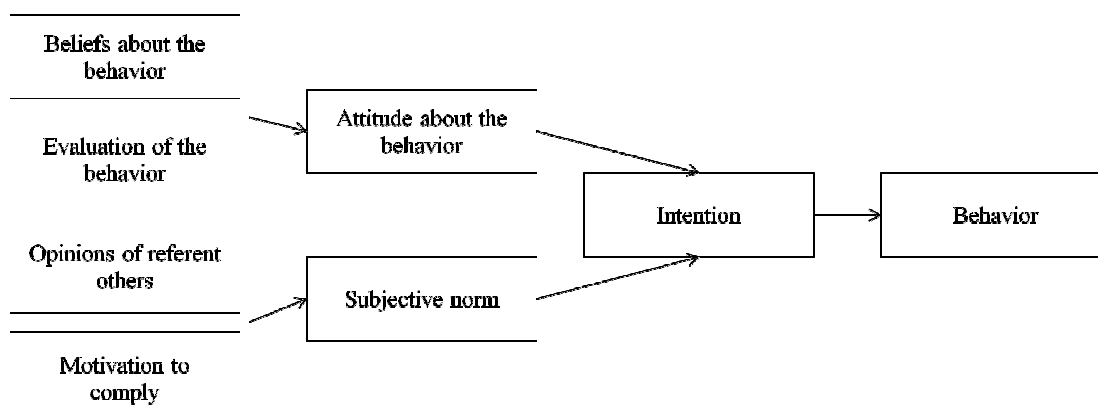 Beliefs about the
behavior
Evaluation of the
behavior
Opinions of referent
others
Motivation to
comply
Attitude about the
behavior
Subjective norm
Intention
Behavior